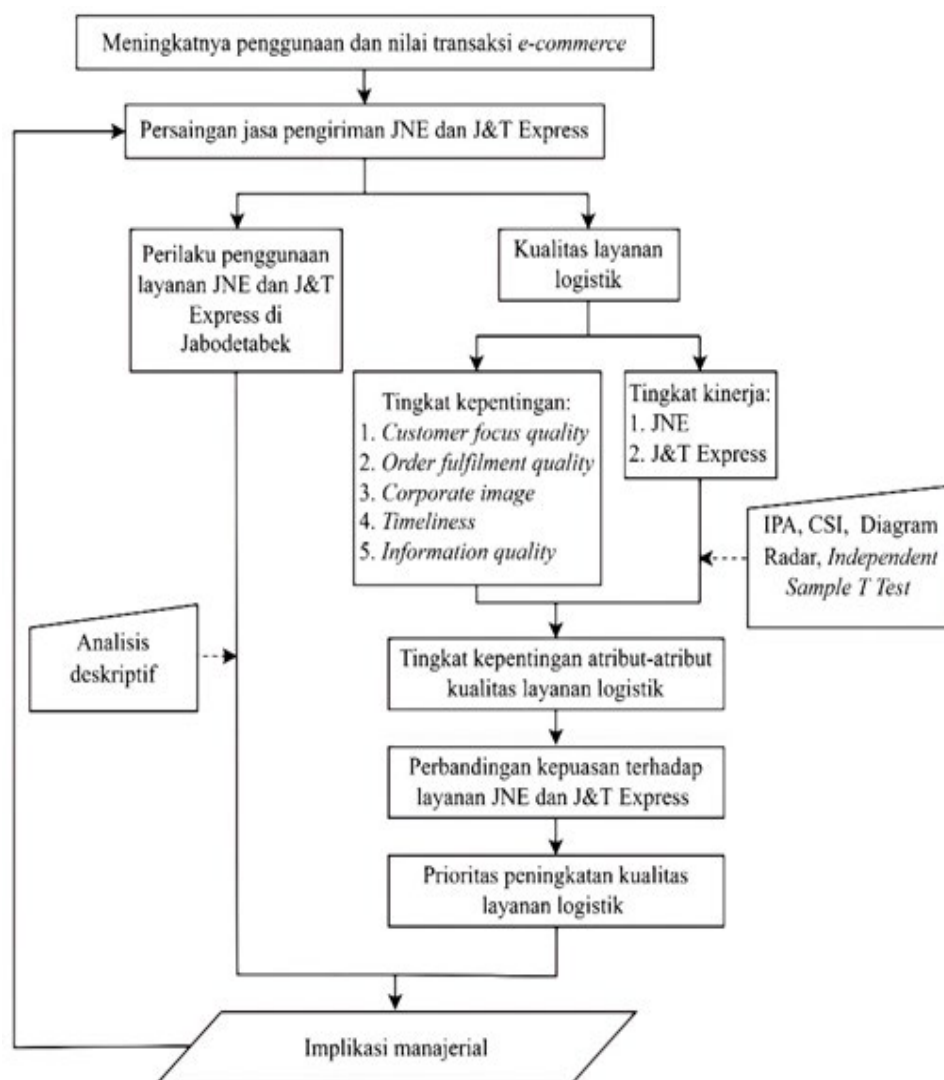 Meningkatnya penggunaan dan nilai transaksi e-commerce
Persaingan jasa pengiriman JNE dan J&T Express
Perilaku penggunaan
layanan JNE dan J&T
Express di
Jabodetabek
Kualitas layanan
logistik
Tingkat kepentingan:
1. Customer focus quality
2. Order fulfilment quality
3. Corporate image
4. Timeliness
5. Information quality
Tingkat kinerja:
1. JNE
2. J&T Express
IPA, CSI, Diagram
Radar, Independent
Sample T Test
Analisis
deskriptif
Tingkat kepentingan atribut-atribut
kualitas layanan logistik
Perbandingan kepuasan terhadap
layanan JNE dan J&T Express
Prioritas peningkatan kualitas
layanan logistik
Implikasi manajerial